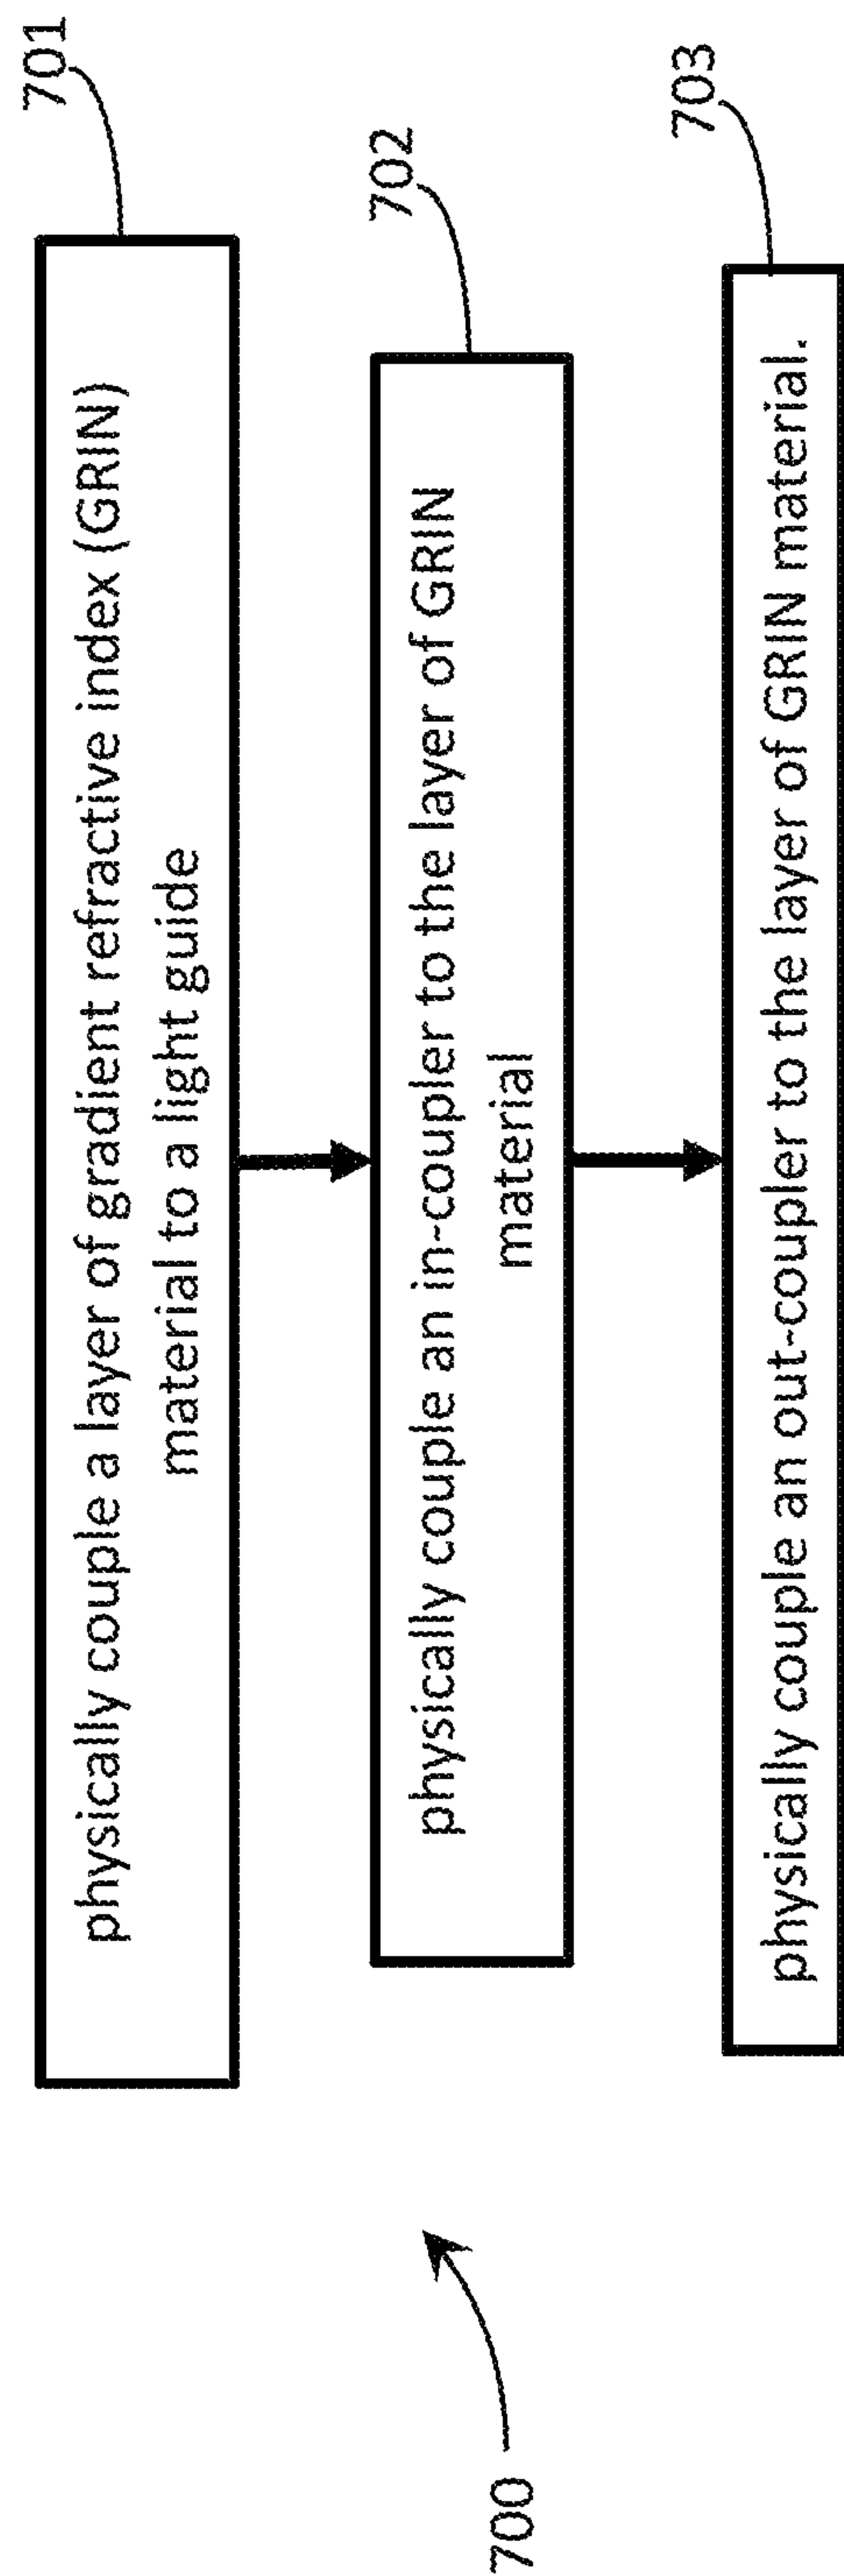 701
physically couple a layer of gradient refractive index (GRIN)
material to a light guide
702
physically couple an in-coupler to the layer of GRIN
material
703
physically couple an out-coupler to the layer of GRIN material.
700